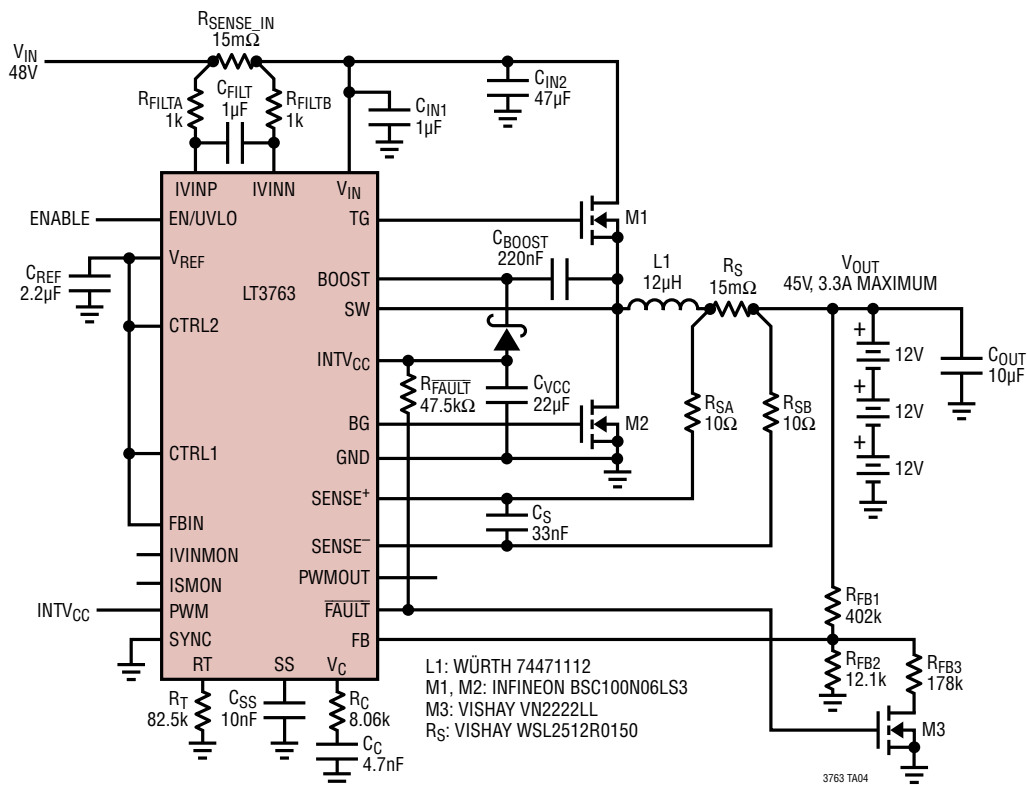 RSENSE_IN
15mΩ
VIN
48V
RFILTA
1k
CFILT
1µF
RFILTB
1k
CIN1
1µF
CIN2
47µF
IVINP
IVINN
VIN
ENABLE
EN/UVLO
TG
M1
CREF
2.2µF
VREF
LT3763
BOOST
CBOOST
220nF
SW
L1
12µH
RS
15mΩ
VOUT
45V, 3.3A MAXIMUM
CTRL2
INTVCC
RFAULT
47.5kΩ
CVCC
22µF
BG
M2
RSA
10Ω
RSB
10Ω
+
12V
+
12V
+
12V
COUT
10µF
CTRL1
GND
SENSE+
CS
33nF
SENSE–
FBIN
IVINMON
ISMON
PWMOUT
INTVCC
PWM
FAULT
SYNC
FB
RFB1
402k
RFB2
12.1k
RFB3
178k
RT
SS
VC
RT
82.5k
CSS
10nF
RC
8.06k
CC
4.7nF
L1: WÜRTH 74471112
M1, M2: INFINEON BSC100N06LS3
M3: VISHAY VN2222LL
RS: VISHAY WSL2512R0150
M3
3763 TA04